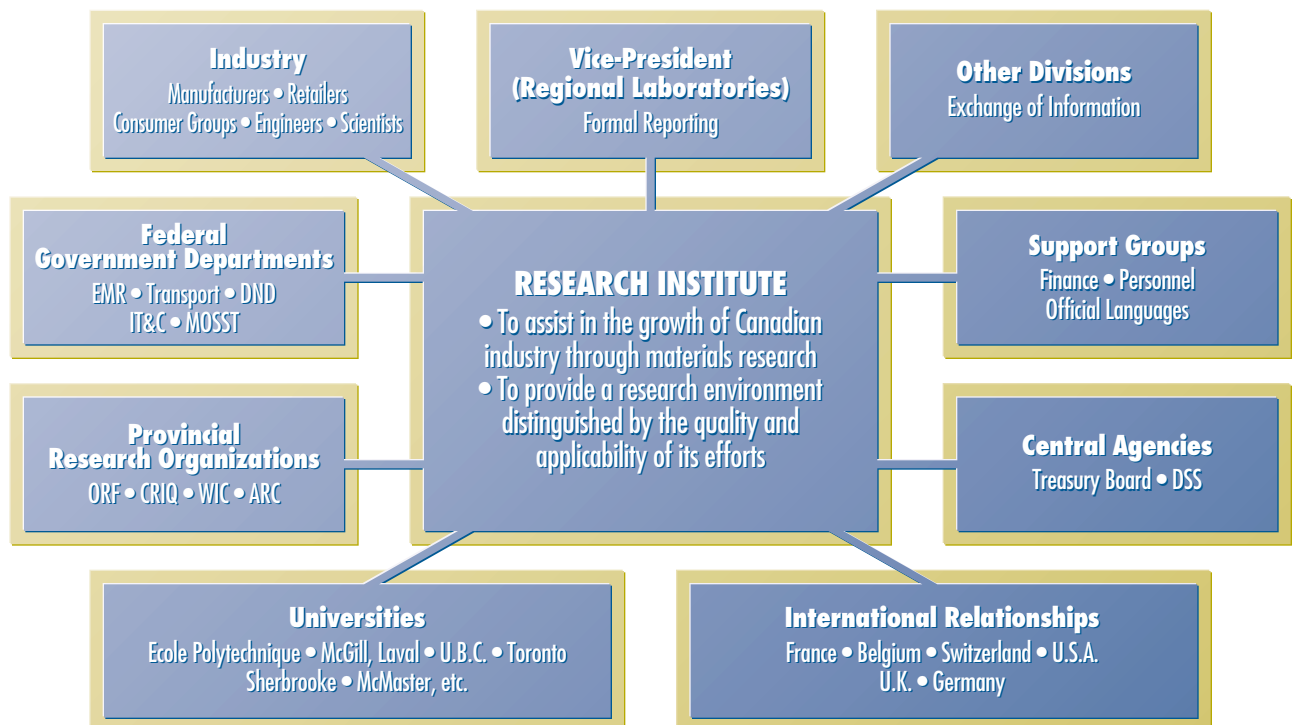 Industry
Manufacturers • Retailers
Consumer Groups • Engineers • Scientists
Vice-President
(Regional Laboratories)
Formal Reporting
Other Divisions
Exchange of Information
Federal
Government Departments
EMR • Transport • DND
IT&C • MOSST
RESEARCH INSTITUTE
• To assist in the growth of Canadian
industry through materials research
• To provide a research environment
distinguished by the quality and
applicability of its efforts
Support Groups
Finance • Personnel
Official Languages
Provincial
Research Organizations
ORF • CRIQ • WIC • ARC
Central Agencies
Treasury Board • DSS
Universities
Ecole Polytechnique • McGill, Laval • U.B.C. • Toronto
Sherbrooke • McMaster, etc.
International Relationships
France • Belgium • Switzerland • U.S.A.
U.K. • Germany